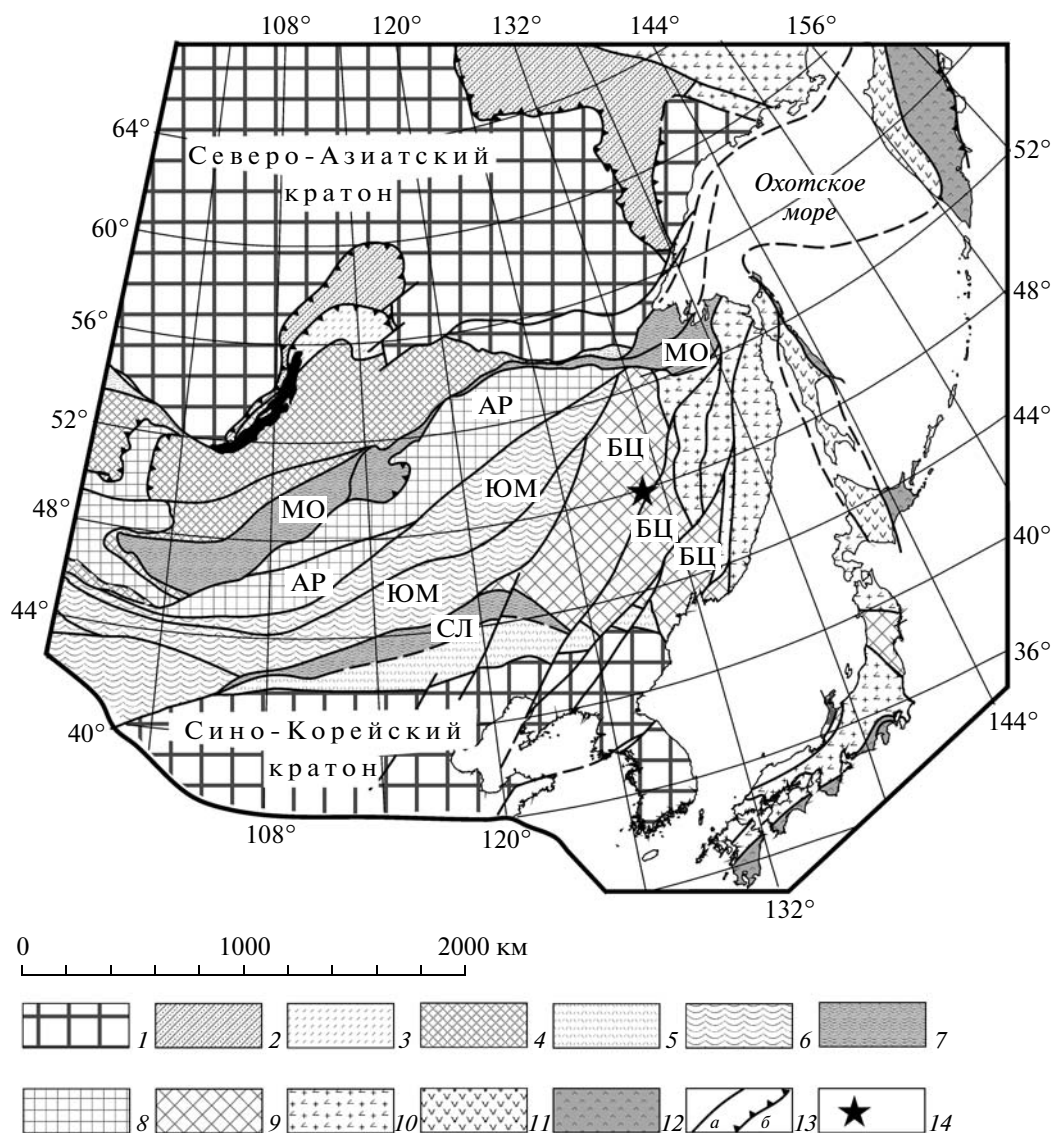 108° 120° 132° 144° 156°
64°
Северо-Азиатский
кратон
52°
Охотское
море
60°
56°
48°
МО
52°
АР
44°
БЦ
48°
ЮМ
МО
БЦ
40°
БЦ
АР
ЮМ
44°
СЛ
36°
40°
Сино-Корейский
кратон
144°
108°
120°
132°
0 1000 2000 км
1 2 3 4 5 6 7
8 9 10 11 12 а б 13 14